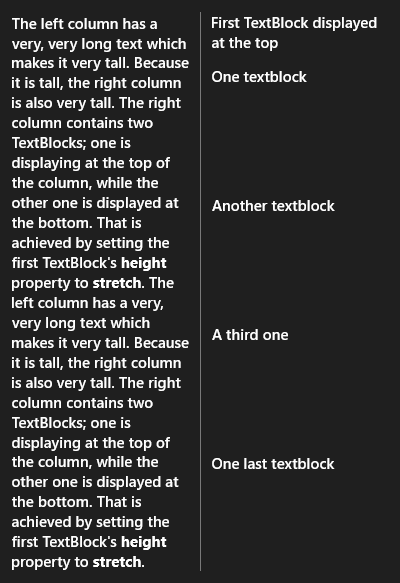 The left column has a
very, very long text which
makes it very tall. Because
it is tall, the right column
is also very tall. The right
column contains two
TextBlocks; one is
displaying at the top of
the column, while the
other one is displayed at
the bottom. That is
achieved by setting the
first TextBlock's height
property to stretch. The
left column has a very,
very long text which
makes it very tall. Because
it is tall, the right column
is also very tall. The right
column contains two
TextBlocks; one is
displaying at the top of
the column, while the
other one is displayed at
the bottom. That is
achieved by setting the
first TextBlock's height
property to stretch.
First TextBlock displayed
at the top
One textblock
Another textblock
A third one
One last textblock